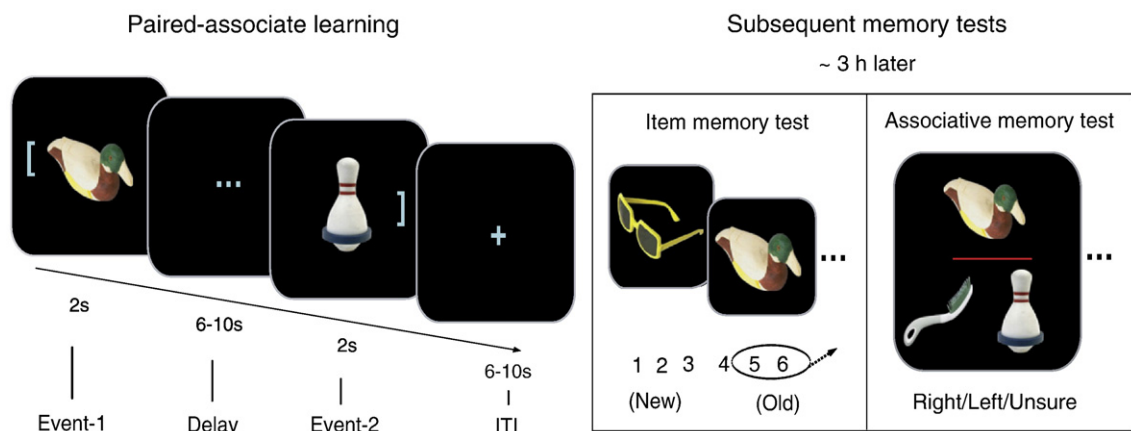 Paired-associate learning
[
...
]
+
2s
6-10s
2s
6-10s
Event-1
Delay
Event-2
ITI
Subsequent memory tests
~ 3 h later
Item memory test
...
1 2 3 4 5 6
(New) (Old)
Associative memory test
...
Right/Left/Unsure